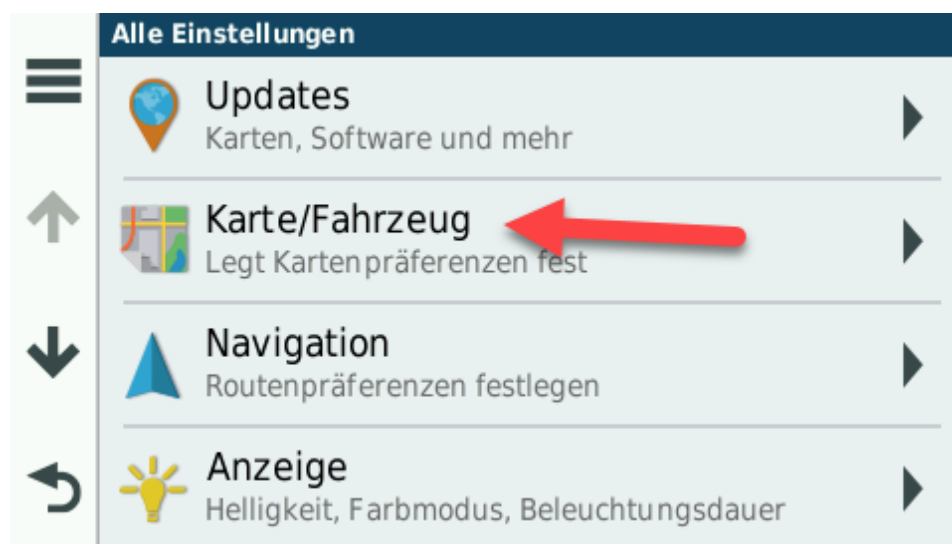 Alle Einstellungen
Updates
Karten, Software und mehr
Karte/Fahrzeug
Legt Kartenpräferenzen fest
Navigation
Routenpräferenzen festlegen
Anzeige
Helligkeit, Farbmodus, Beleuchtungsdauer